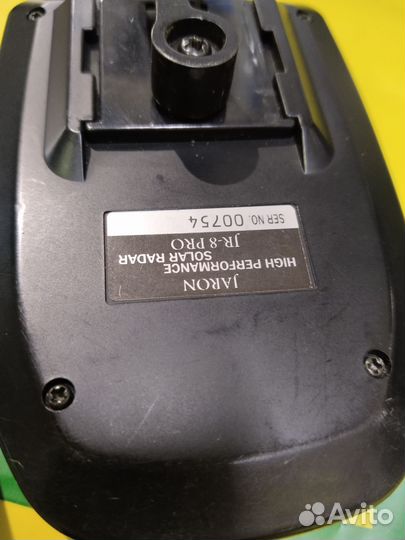 JARON
HIGH PERFORMANCE
SOLAR RADAR
JR-8 PRO
SER NO. 00754
Avito